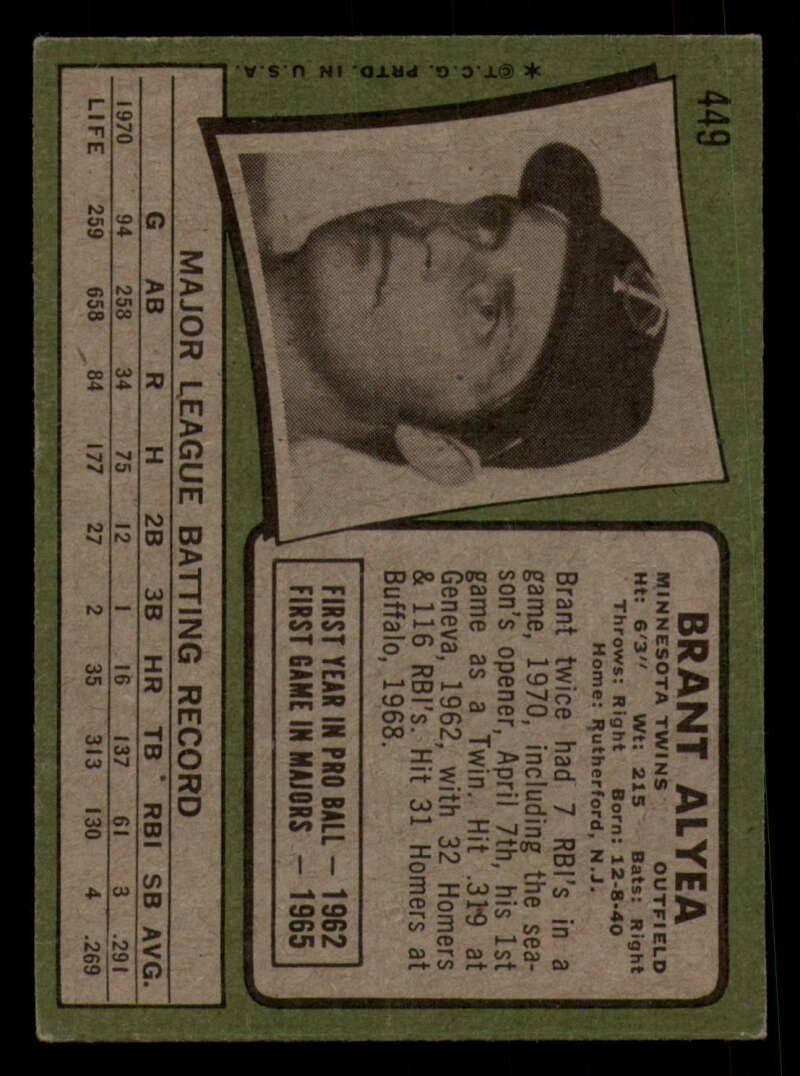 449
BRANT ALYEA
MINNESOTA TWINS OUTFIELD
Ht: 6'3" Wt: 215 Bats: Right
Throws: Right Born: 12-8-40
Home: Rutherford, N.J.
Brant twice had 7 RBI's in a
game, 1970, including the sea-
son's opener, April 7th, his 1st
game as a Twin. Hit .319 at
Geneva, 1962, with 32 Homers
& 116 RBI's. Hit 31 Homers at
Buffalo, 1968.
FIRST YEAR IN PRO BALL — 1962
FIRST GAME IN MAJORS — 1965
MAJOR LEAGUE BATTING RECORD
G AB R H 2B 3B HR TB RBI SB AVG.
1970 94 258 34 75 12 1 16 137 61 3 .291
LIFE 259 658 84 177 27 2 35 313 130 4 .269
* © T.C.G. PRTD. IN U.S.A.